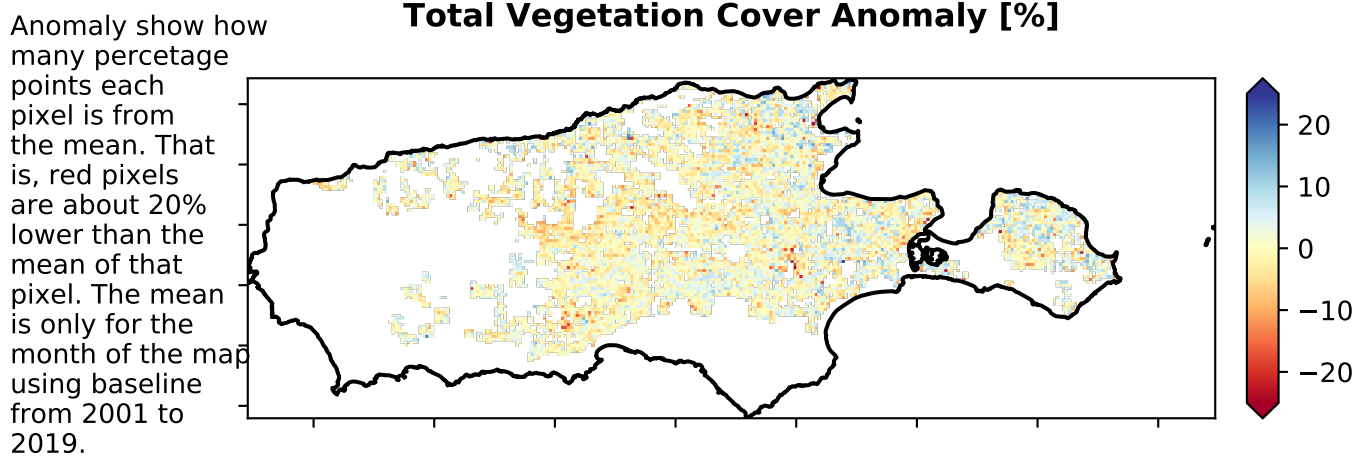 Total Vegetation Cover Anomaly [%]
Anomaly show how
many percetage
points each
pixel is from
the mean. That
is, red pixels
are about 20%
lower than the
mean of that
pixel. The mean
is only for the
month of the map
using baseline
from 2001 to
2019.
20
10
0
−10
−20